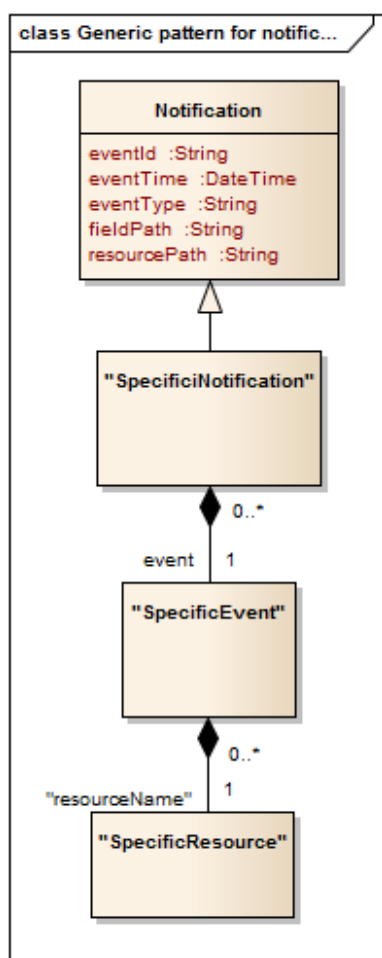 class Generic pattern for notific...
Notification
eventId :String
eventTime :DateTime
eventType :String
fieldPath :String
resourcePath :String
"SpecificiNotification"
0..*
event
1
"SpecificEvent"
0..*
1
"resourceName"
"SpecificResource"